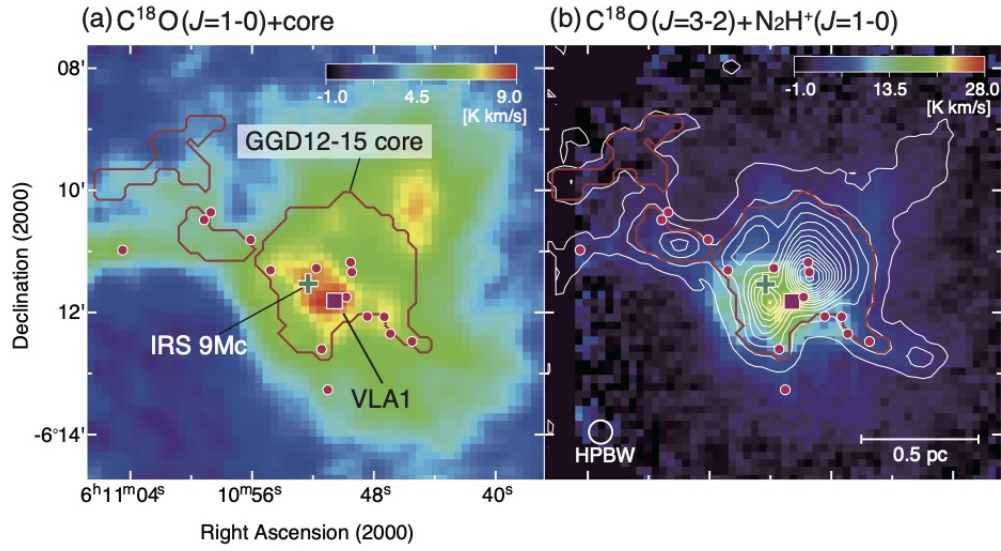 (a) C¹⁸O(J=1-0)+core
(b) C¹⁸O(J=3-2)+N₂H⁺(J=1-0)
08'
10'
12'
-6°14'
Declination (2000)
-1.0 4.5 9.0
[K km/s]
GGD12-15 core
IRS 9Mc
VLA1
6ʰ11ᵐ04ˢ 10ᵐ56ˢ 48ˢ 40ˢ
Right Ascension (2000)
-1.0 13.5 28.0
[K km/s]
HPBW
0.5 pc